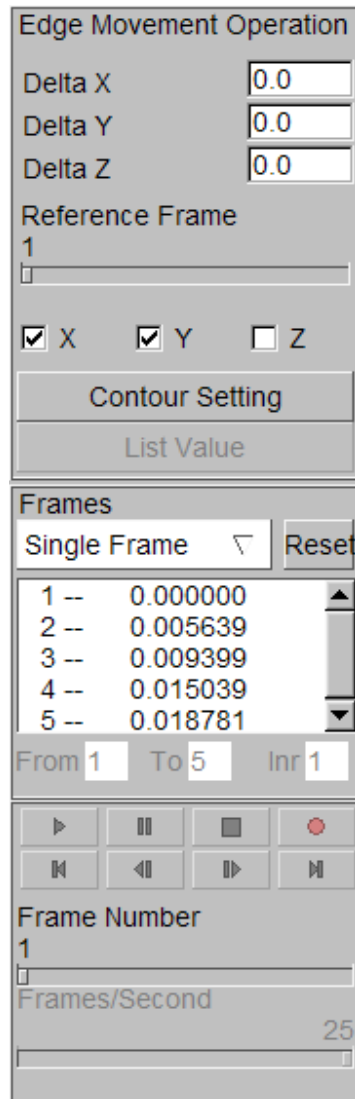 Edge Movement Operation
Delta X 0.0
Delta Y 0.0
Delta Z 0.0
Reference Frame
1
X Y Z
Contour Setting
List Value
Frames
Single Frame Reset
1 -- 0.000000
2 -- 0.005639
3 -- 0.009399
4 -- 0.015039
5 -- 0.018781
From 1 To 5 Inr 1
Frame Number
1
Frames/Second
25